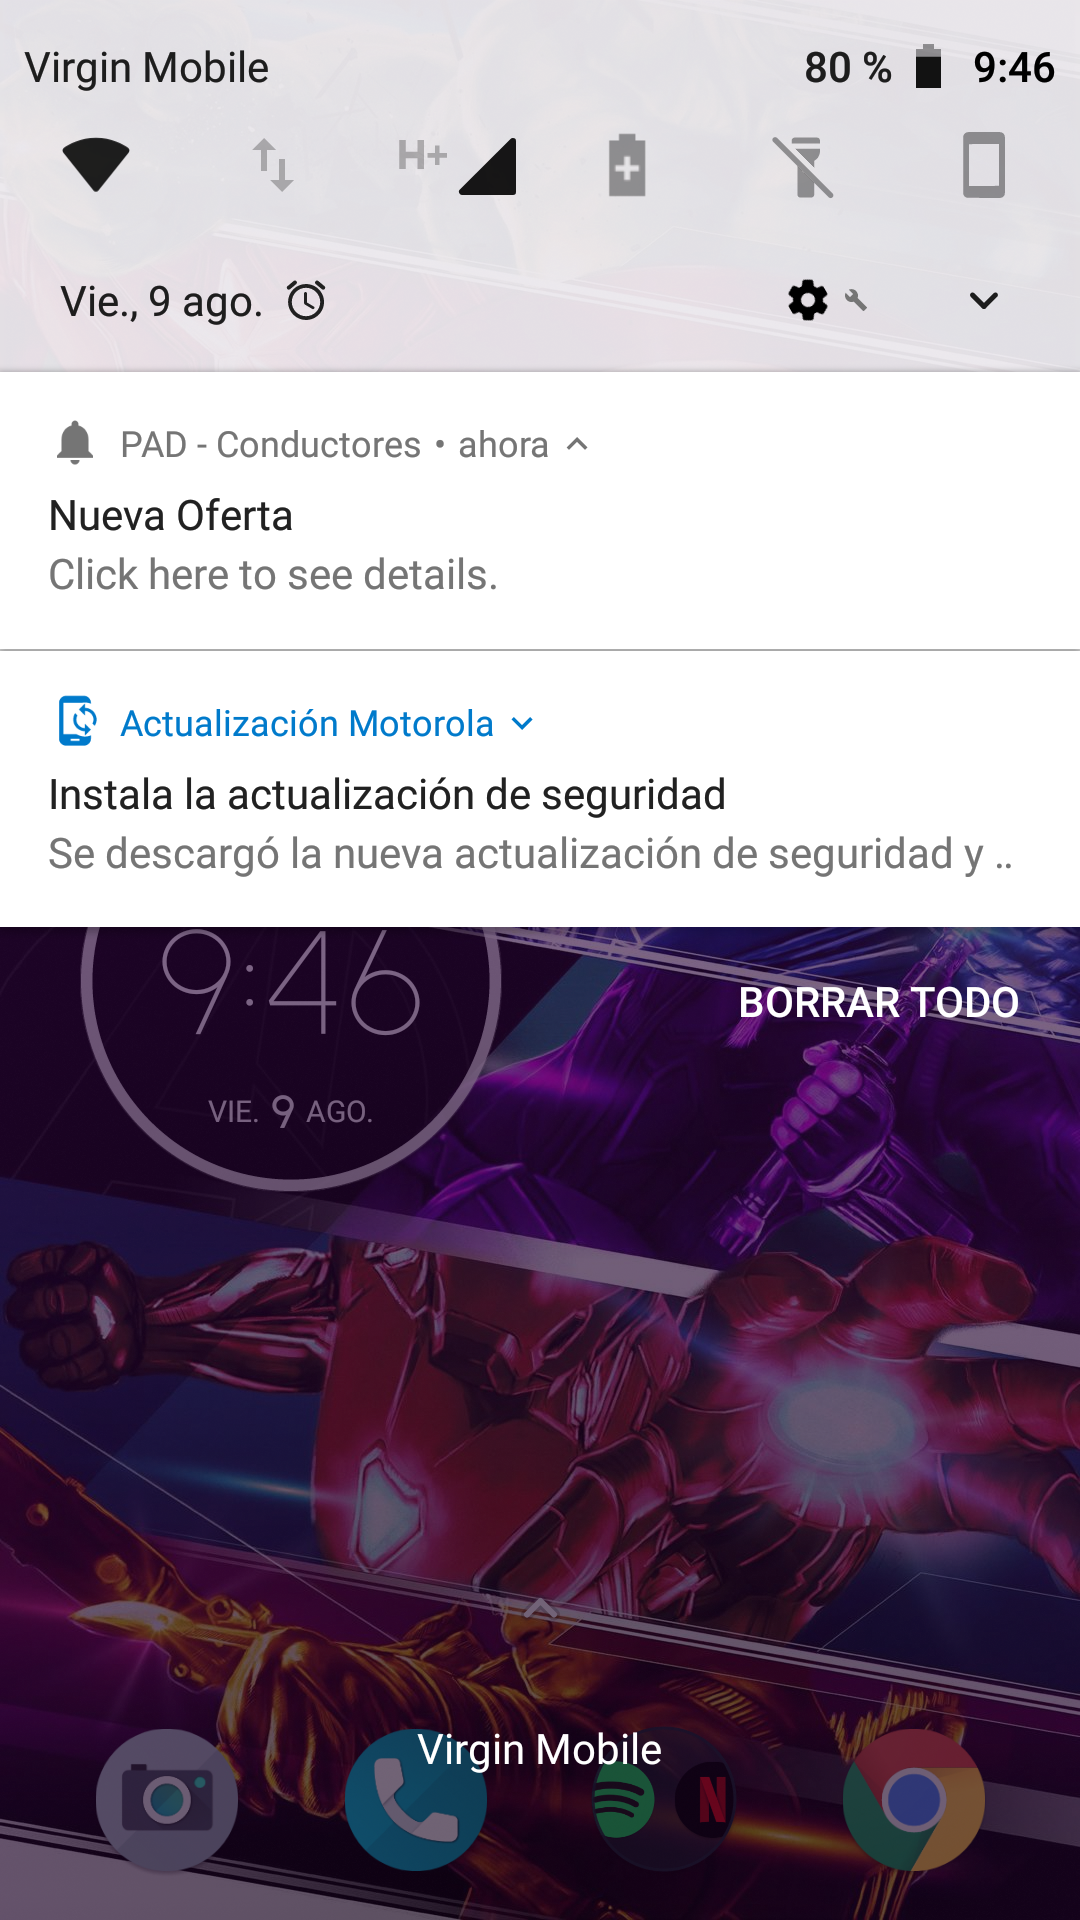 Virgin Mobile 80 % 9:46
H+
Vie., 9 ago.
PAD - Conductores • ahora
Nueva Oferta
Click here to see details.
Actualización Motorola
Instala la actualización de seguridad
Se descargó la nueva actualización de seguridad y ..
9:46
BORRAR TODO
VIE. 9 AGO.
Virgin Mobile
N